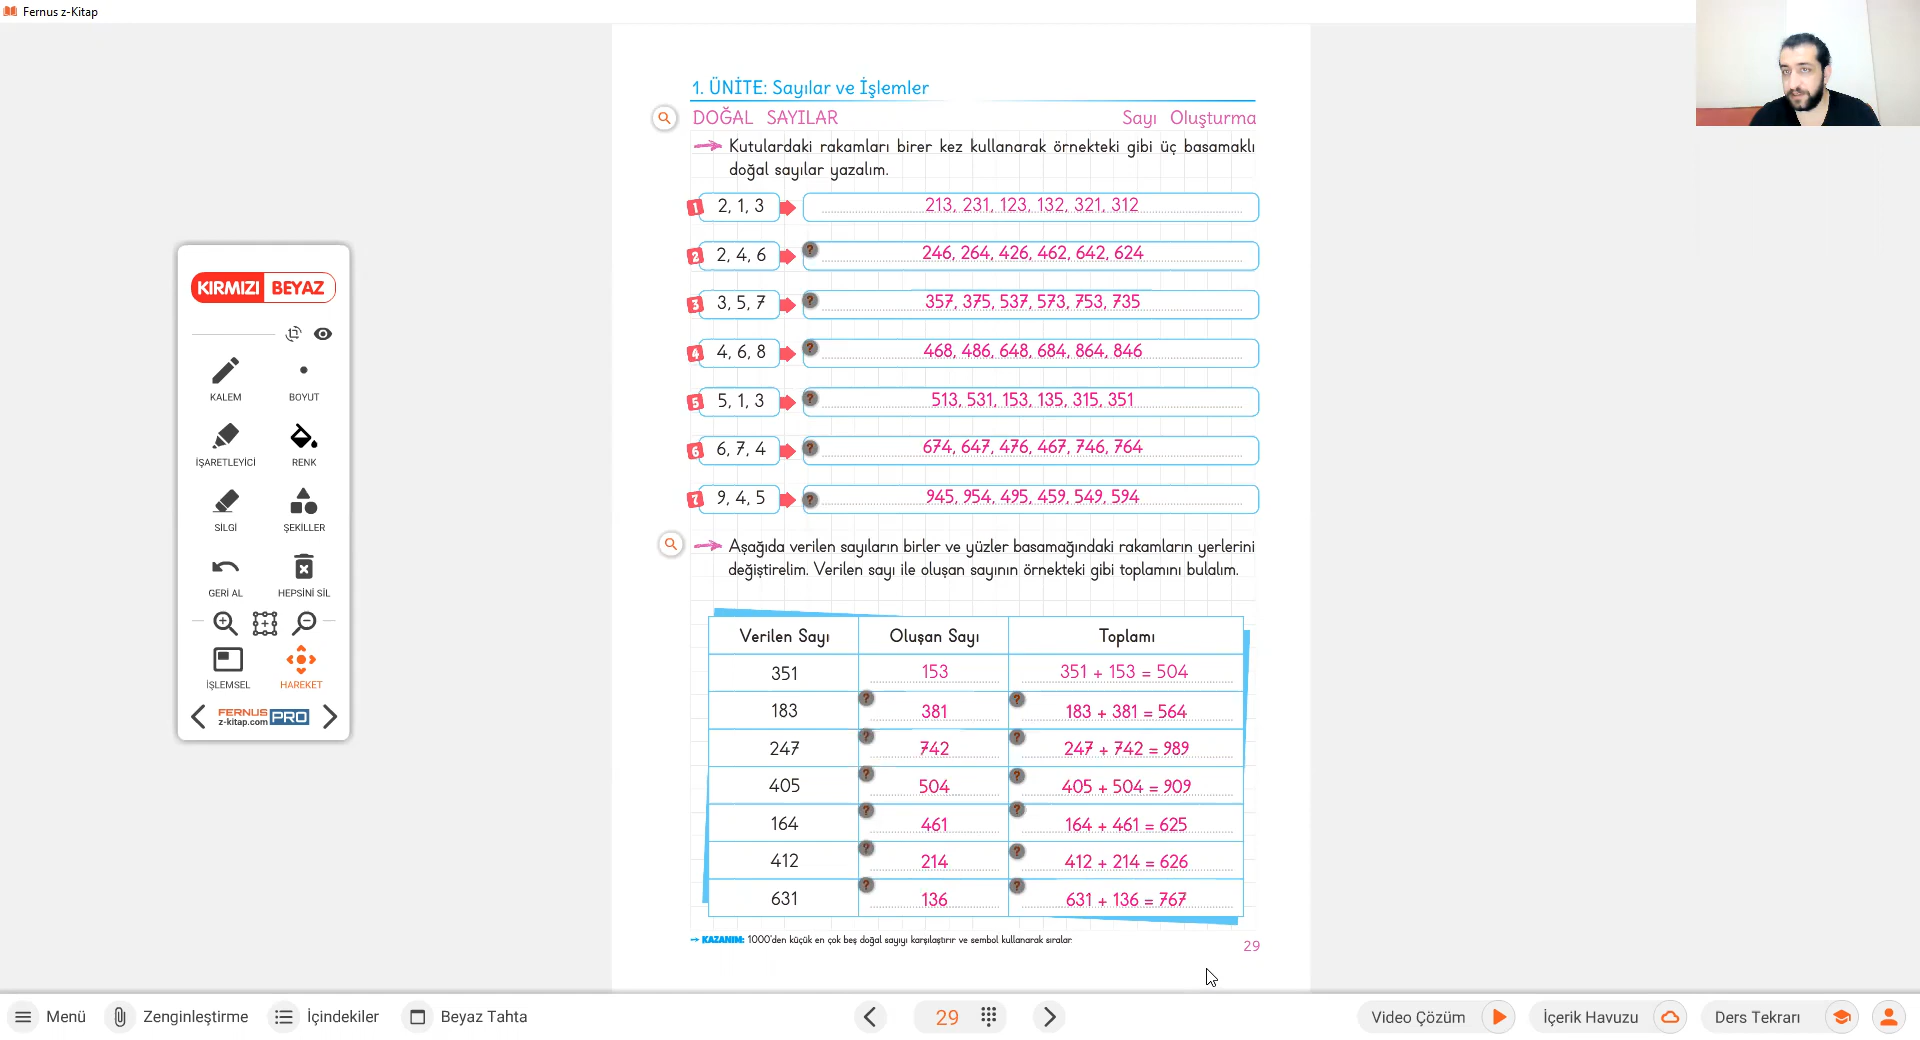 Fernus z-Kitap
1. ÜNİTE: Sayılar ve İşlemler
DOĞAL SAYILAR Sayı Oluşturma
Kutulardaki rakamları birer kez kullanarak örnekteki gibi üç basamaklı
doğal sayılar yazalım.
1 2, 1, 3 213, 231, 123, 132, 321, 312
2 2, 4, 6 ? 246, 264, 426, 462, 642, 624
3 3, 5, 7 ? 357, 375, 537, 573, 753, 735
4 4, 6, 8 ? 468, 486, 648, 684, 864, 846
5 5, 1, 3 ? 513, 531, 153, 135, 315, 351
6 6, 7, 4 ? 674, 647, 476, 467, 746, 764
7 9, 4, 5 ? 945, 954, 495, 459, 549, 594
Aşağıda verilen sayıların birler ve yüzler basamağındaki rakamların yerlerini
değiştirelim. Verilen sayı ile oluşan sayının örnekteki gibi toplamını bulalım.
Verilen Sayı Oluşan Sayı Toplamı
351 153 351 + 153 = 504
183 ? 381 ? 183 + 381 = 564
247 ? 742 ? 247 + 742 = 989
405 ? 504 ? 405 + 504 = 909
164 ? 461 ? 164 + 461 = 625
412 ? 214 ? 412 + 214 = 626
631 ? 136 ? 631 + 136 = 767
KAZANIM: 1000'den küçük en çok beş doğal sayıyı karşılaştırır ve sembol kullanarak sıralar.
29
KIRMIZI BEYAZ
KALEM BOYUT
İŞARETLEYİCİ RENK
SİLGİ ŞEKİLLER
GERİ AL HEPSİNİ SİL
İŞLEMSEL HAREKET
FERNUS
z-kitap.com PRO
Menü Zenginleştirme İçindekiler Beyaz Tahta 29 Video Çözüm İçerik Havuzu Ders Tekrarı